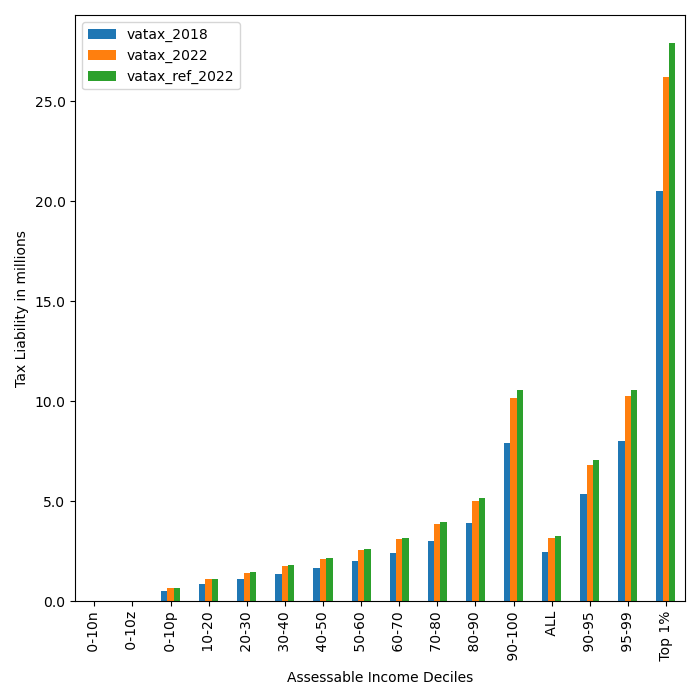 vatax_2018
vatax_2022
vatax_ref_2022
Tax Liability in millions
25.0
20.0
15.0
10.0
5.0
0.0
0-10n
0-10z
0-10p
10-20
20-30
30-40
40-50
50-60
60-70
70-80
80-90
90-100
ALL
90-95
95-99
Top 1%
Assessable Income Deciles